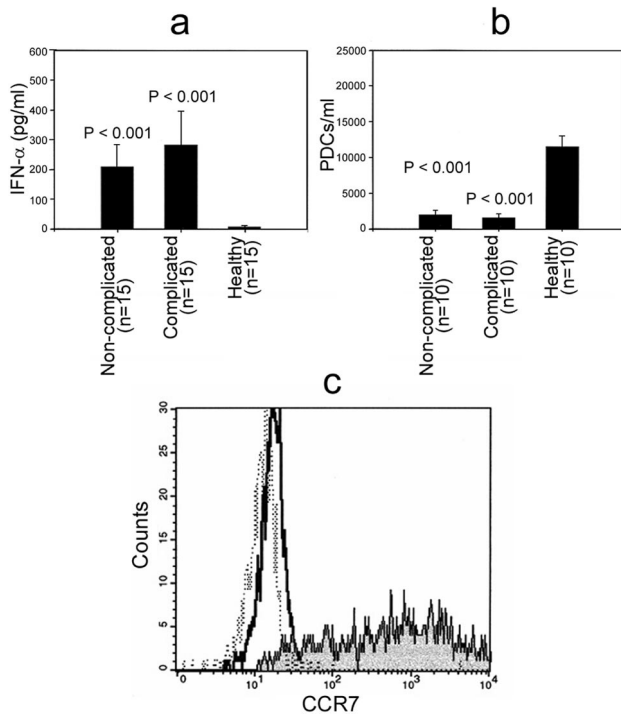 a
IFN-α (pg/ml)
600
500
400
300
200
100
0
P < 0.001
P < 0.001
Non-complicated
(n=15)
Complicated
(n=15)
Healthy
(n=15)
b
PDCs/ml
25000
20000
15000
10000
5000
0
P < 0.001
P < 0.001
Non-complicated
(n=10)
Complicated
(n=10)
Healthy
(n=10)
c
Counts
30
25
20
15
10
5
0
0
10¹
10²
10³
10⁴
CCR7